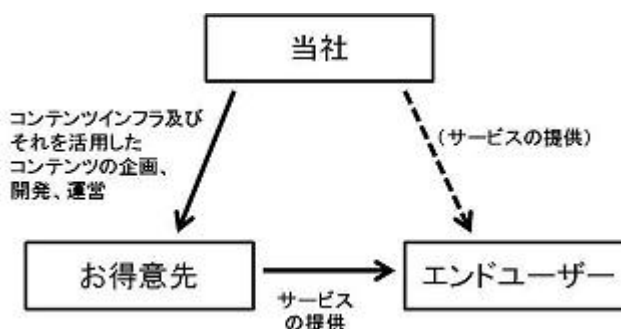 当社
コンテンツインフラ及び
それを活用した
コンテンツの企画、
開発、運営
(サービスの提供)
お得意先
サービス
の提供
エンドユーザー